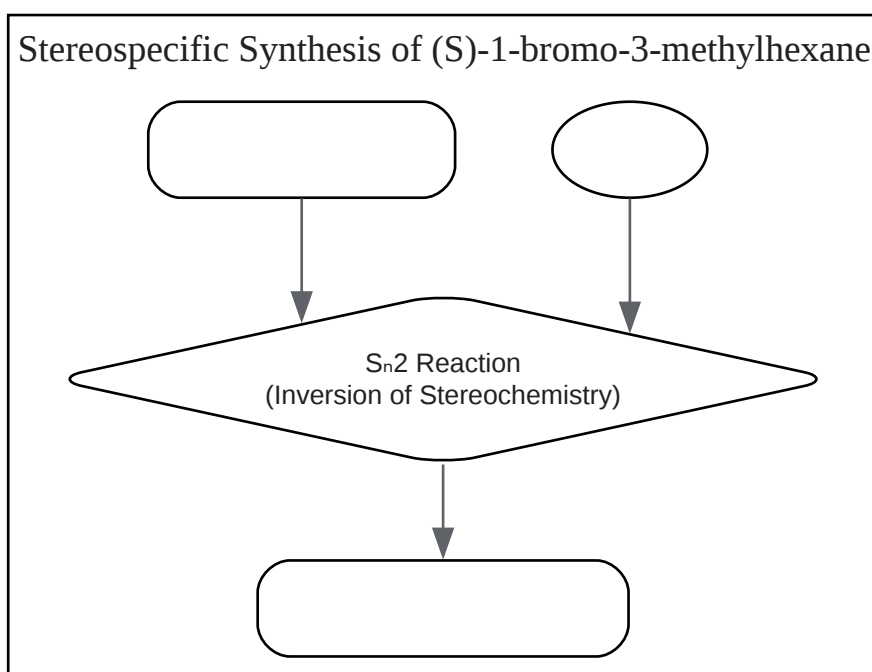 Stereospecific Synthesis of (S)-1-bromo-3-methylhexane
Sₙ2 Reaction
(Inversion of Stereochemistry)